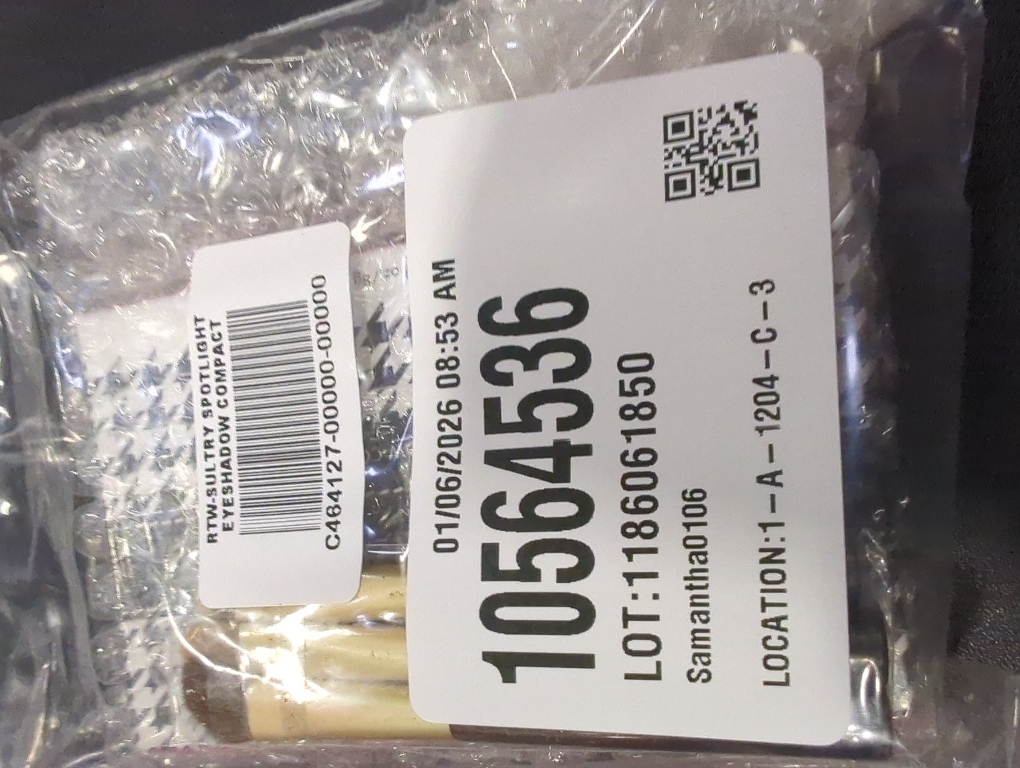 RTW-SULTRY SPOTLIGHT
EYESHADOW COMPACT
C464127-00000-00000
01/06/2026 08:53 AM
10564536
LOT:1186061850
Samantha0106
LOCATION:1-A-1204-C-3